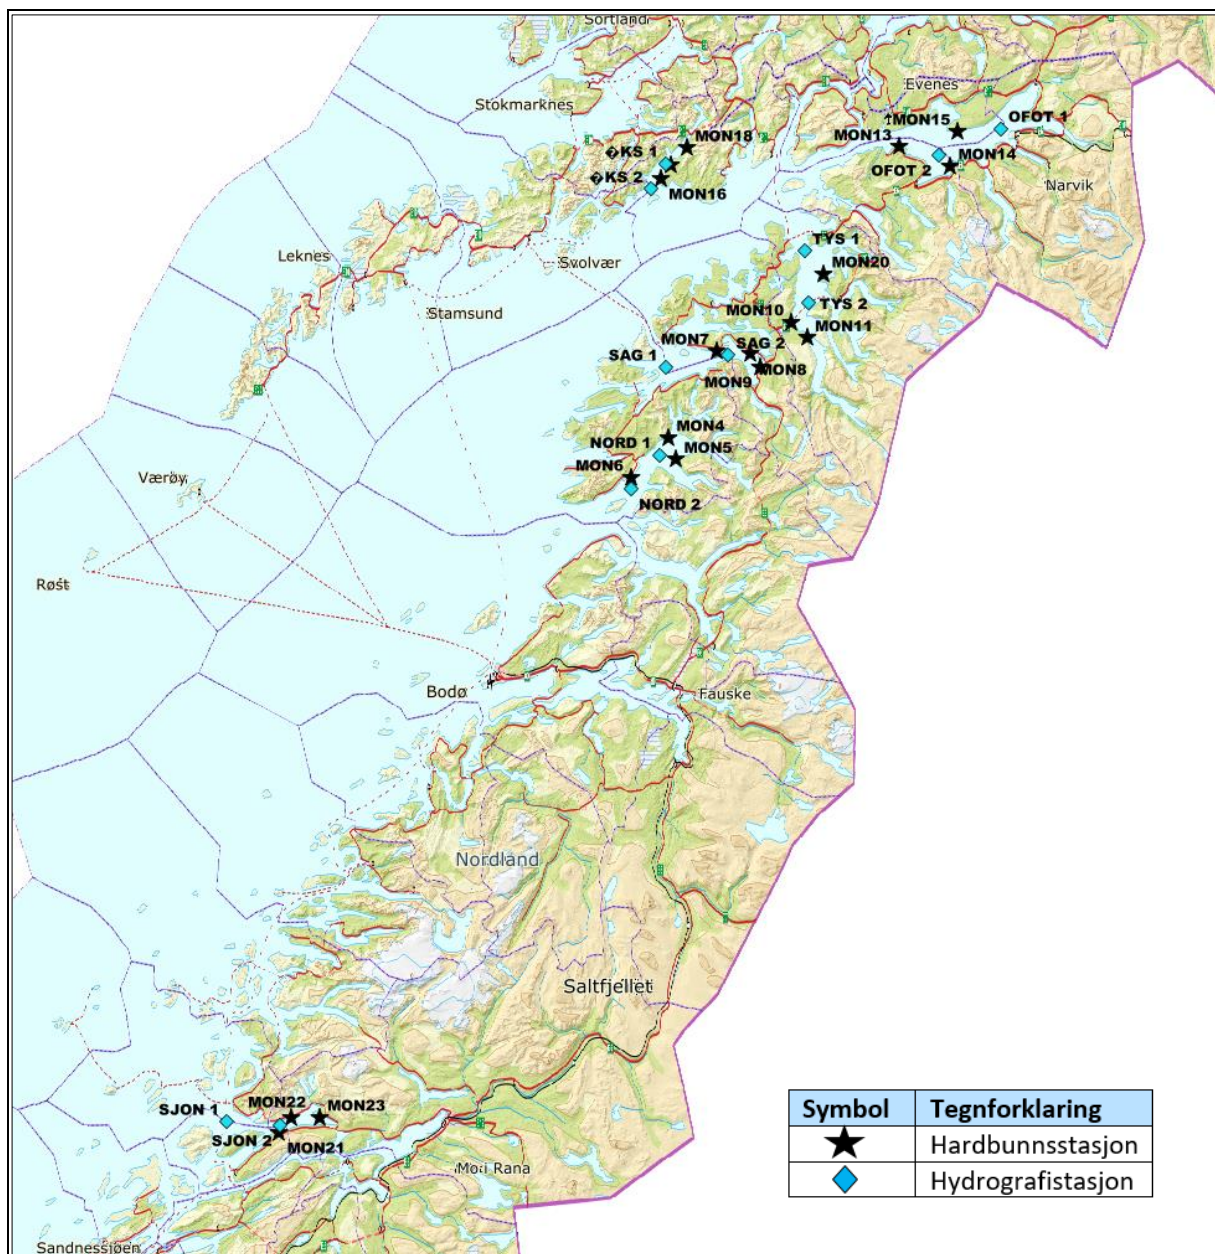 Sortland
Stokmarknes
Evenes
MON15
OFOT 1
MON18
MON13
�KS 1
MON14
OFOT 2
�KS 2
MON16
Narvik
TYS 1
Leknes
Svolvær
MON20
TYS 2
Stamsund
MON10
MON11
MON7
SAG 2
SAG 1
MON8
MON9
MON4
NORD 1
MON5
MON6
Værøy
NORD 2
Røst
Bodø
Fauske
Nordland
Saltfjellet
SJON 1
MON22
MON23
SJON 2
MON21
Mo i Rana
Sandnessjøen
Symbol Tegnforklaring
Hardbunnsstasjon
Hydrografistasjon